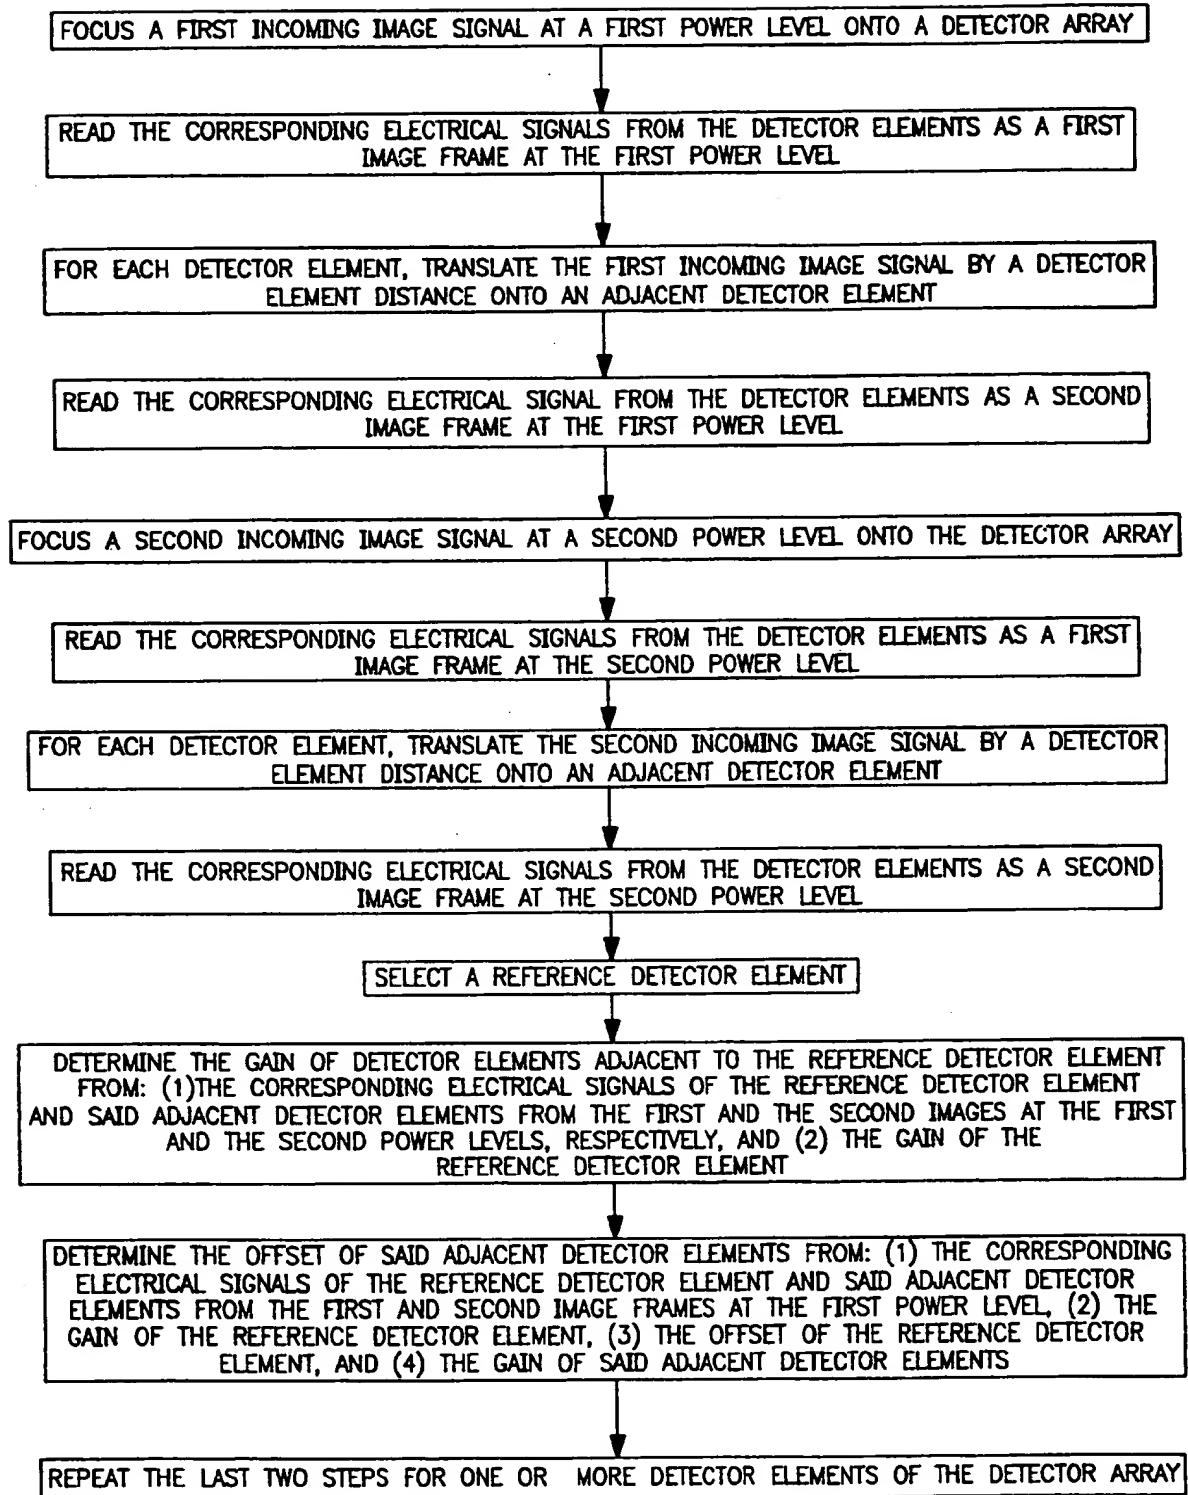 FOCUS A FIRST INCOMING IMAGE SIGNAL AT A FIRST POWER LEVEL ONTO A DETECTOR ARRAY
READ THE CORRESPONDING ELECTRICAL SIGNALS FROM THE DETECTOR ELEMENTS AS A FIRST
IMAGE FRAME AT THE FIRST POWER LEVEL
FOR EACH DETECTOR ELEMENT, TRANSLATE THE FIRST INCOMING IMAGE SIGNAL BY A DETECTOR
ELEMENT DISTANCE ONTO AN ADJACENT DETECTOR ELEMENT
READ THE CORRESPONDING ELECTRICAL SIGNAL FROM THE DETECTOR ELEMENTS AS A SECOND
IMAGE FRAME AT THE FIRST POWER LEVEL
FOCUS A SECOND INCOMING IMAGE SIGNAL AT A SECOND POWER LEVEL ONTO THE DETECTOR ARRAY
READ THE CORRESPONDING ELECTRICAL SIGNALS FROM THE DETECTOR ELEMENTS AS A FIRST
IMAGE FRAME AT THE SECOND POWER LEVEL
FOR EACH DETECTOR ELEMENT, TRANSLATE THE SECOND INCOMING IMAGE SIGNAL BY A DETECTOR
ELEMENT DISTANCE ONTO AN ADJACENT DETECTOR ELEMENT
READ THE CORRESPONDING ELECTRICAL SIGNALS FROM THE DETECTOR ELEMENTS AS A SECOND
IMAGE FRAME AT THE SECOND POWER LEVEL
SELECT A REFERENCE DETECTOR ELEMENT
DETERMINE THE GAIN OF DETECTOR ELEMENTS ADJACENT TO THE REFERENCE DETECTOR ELEMENT
FROM: (1)THE CORRESPONDING ELECTRICAL SIGNALS OF THE REFERENCE DETECTOR ELEMENT
AND SAID ADJACENT DETECTOR ELEMENTS FROM THE FIRST AND THE SECOND IMAGES AT THE FIRST
AND THE SECOND POWER LEVELS, RESPECTIVELY, AND (2) THE GAIN OF THE
REFERENCE DETECTOR ELEMENT
DETERMINE THE OFFSET OF SAID ADJACENT DETECTOR ELEMENTS FROM: (1) THE CORRESPONDING
ELECTRICAL SIGNALS OF THE REFERENCE DETECTOR ELEMENT AND SAID ADJACENT DETECTOR
ELEMENTS FROM THE FIRST AND SECOND IMAGE FRAMES AT THE FIRST POWER LEVEL, (2) THE
GAIN OF THE REFERENCE DETECTOR ELEMENT, (3) THE OFFSET OF THE REFERENCE DETECTOR
ELEMENT, AND (4) THE GAIN OF SAID ADJACENT DETECTOR ELEMENTS
REPEAT THE LAST TWO STEPS FOR ONE OR MORE DETECTOR ELEMENTS OF THE DETECTOR ARRAY